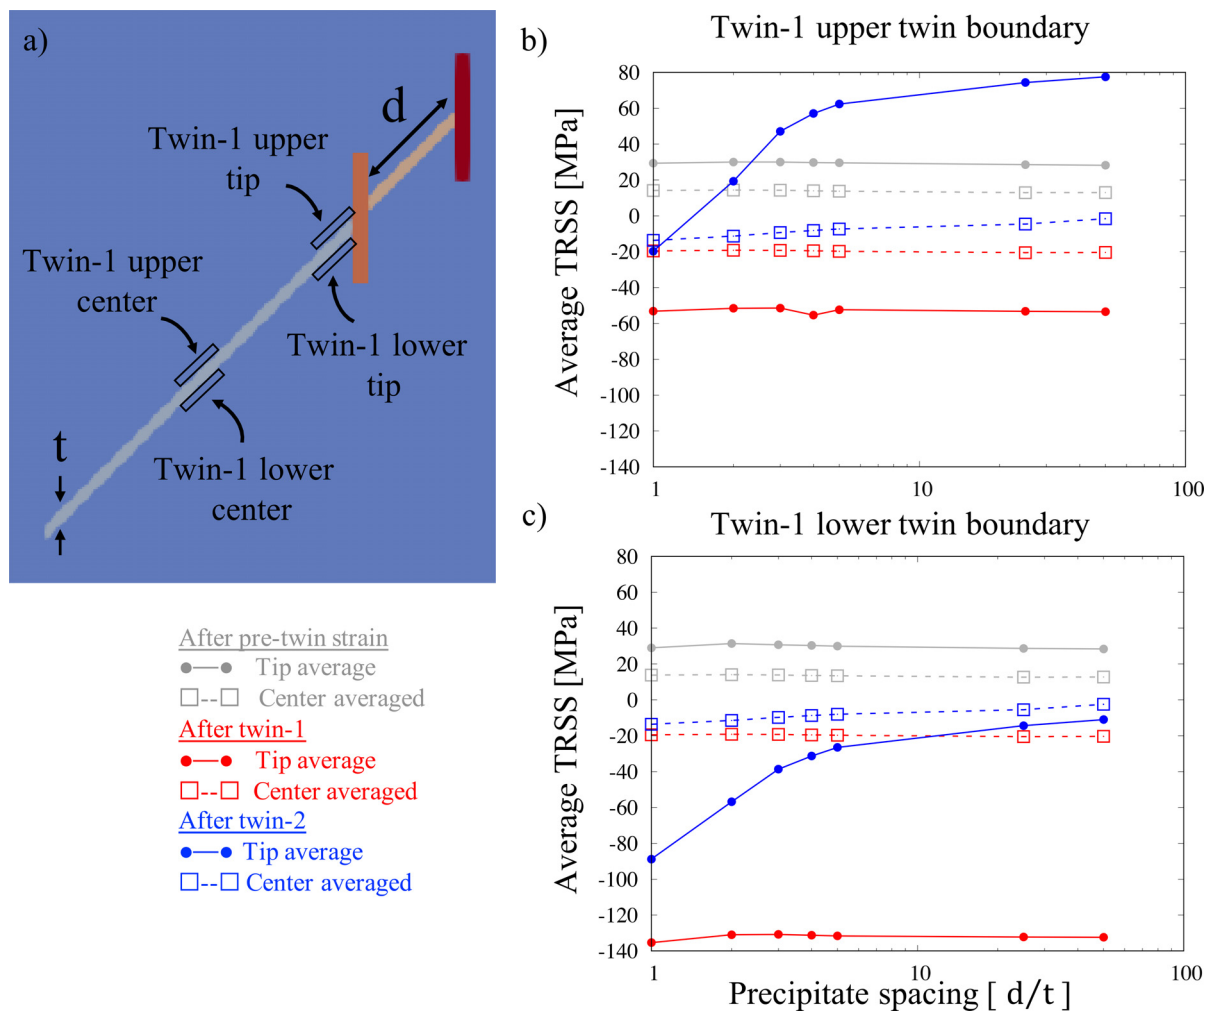 a)
d
Twin-1 upper
tip
Twin-1 upper
center
Twin-1 lower
tip
t
Twin-1 lower
center
After pre-twin strain
Tip average
Center averaged
After twin-1
Tip average
Center averaged
After twin-2
Tip average
Center averaged
b)
Twin-1 upper twin boundary
Average TRSS [MPa]
80
60
40
20
0
-20
-40
-60
-80
-100
-120
-140
1
10
100
c)
Twin-1 lower twin boundary
Average TRSS [MPa]
80
60
40
20
0
-20
-40
-60
-80
-100
-120
-140
1
10
100
Precipitate spacing [ d/t ]